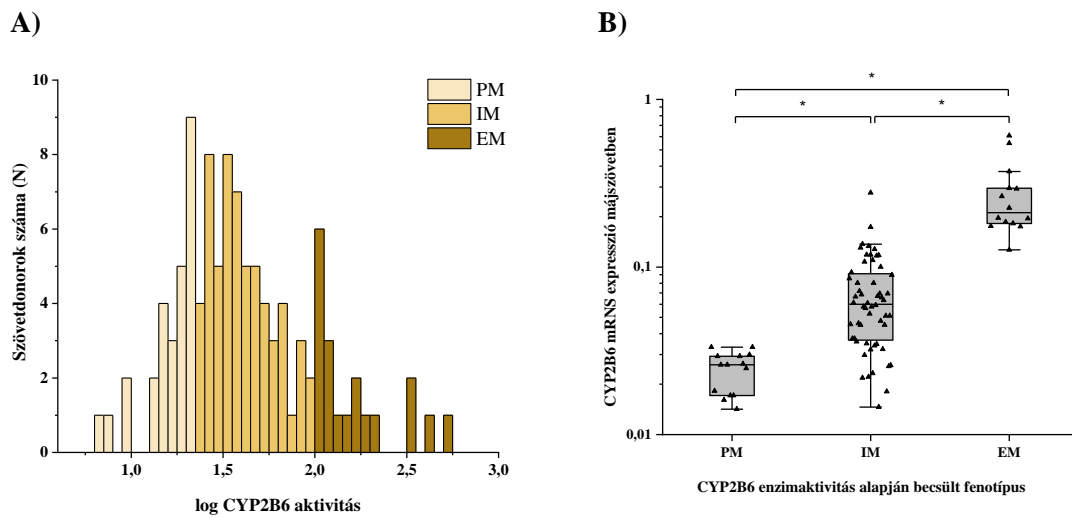 A)
B)
PM
IM
EM
Szövetdonorok száma (N)
10
8
6
4
2
0
1,0
1,5
2,0
2,5
3,0
log CYP2B6 aktivitás
*
*
*
CYP2B6 mRNS expresszió májszövetben
1
0,1
0,01
PM
IM
EM
CYP2B6 enzimaktivitás alapján becsült fenotípus